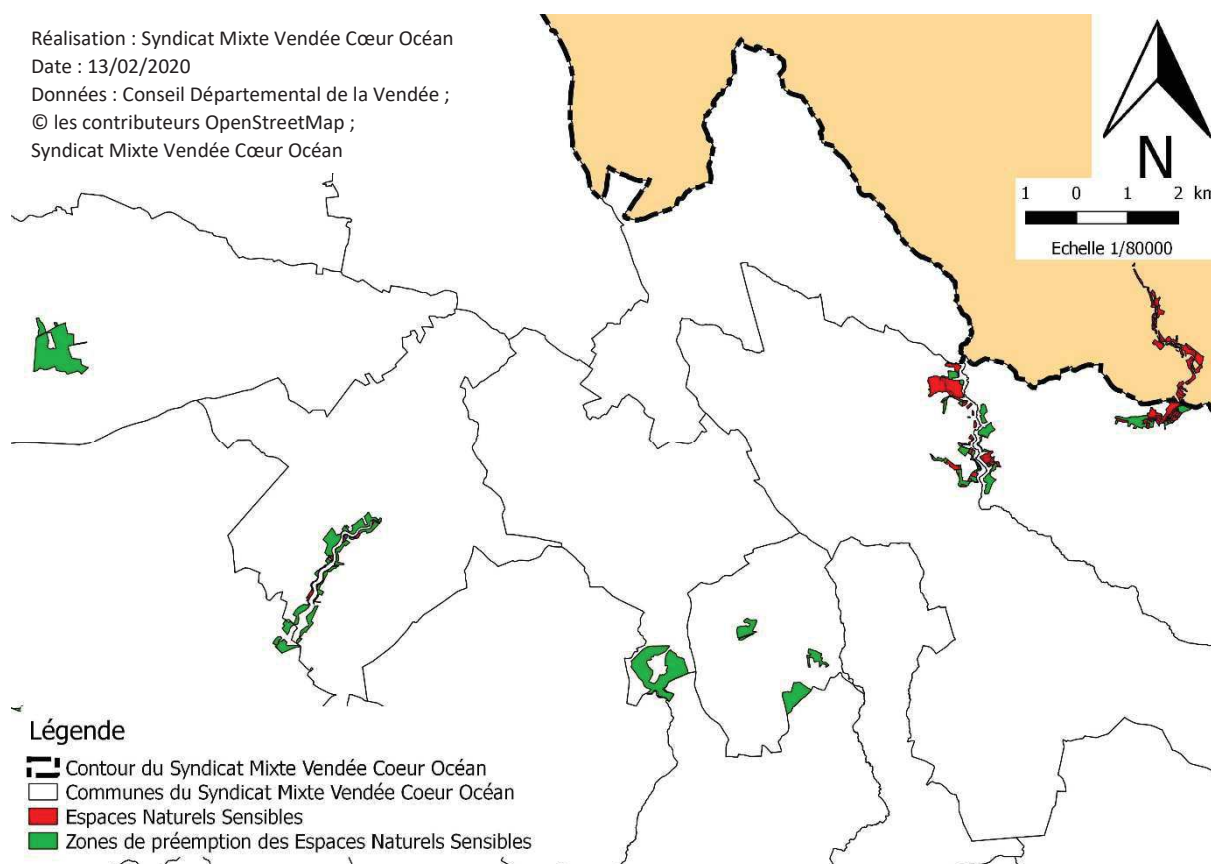 Réalisation : Syndicat Mixte Vendée Cœur Océan
Date : 13/02/2020
Données : Conseil Départemental de la Vendée ;
© les contributeurs OpenStreetMap ;
Syndicat Mixte Vendée Cœur Océan
N
1 0 1 2 km
Echelle 1/80000
Légende
Contour du Syndicat Mixte Vendée Coeur Océan
Communes du Syndicat Mixte Vendée Coeur Océan
Espaces Naturels Sensibles
Zones de préemption des Espaces Naturels Sensibles